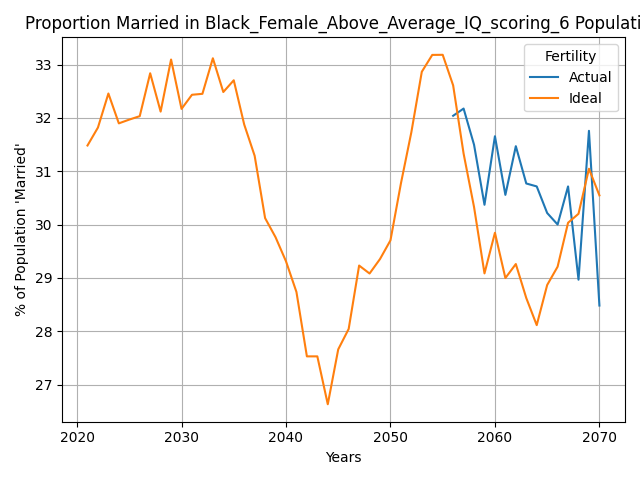 Proportion Married in Black_Female_Above_Average_IQ_scoring_6 Populati
Fertility
Actual
Ideal
% of Population 'Married'
33
32
31
30
29
28
27
2020
2030
2040
2050
2060
2070
Years